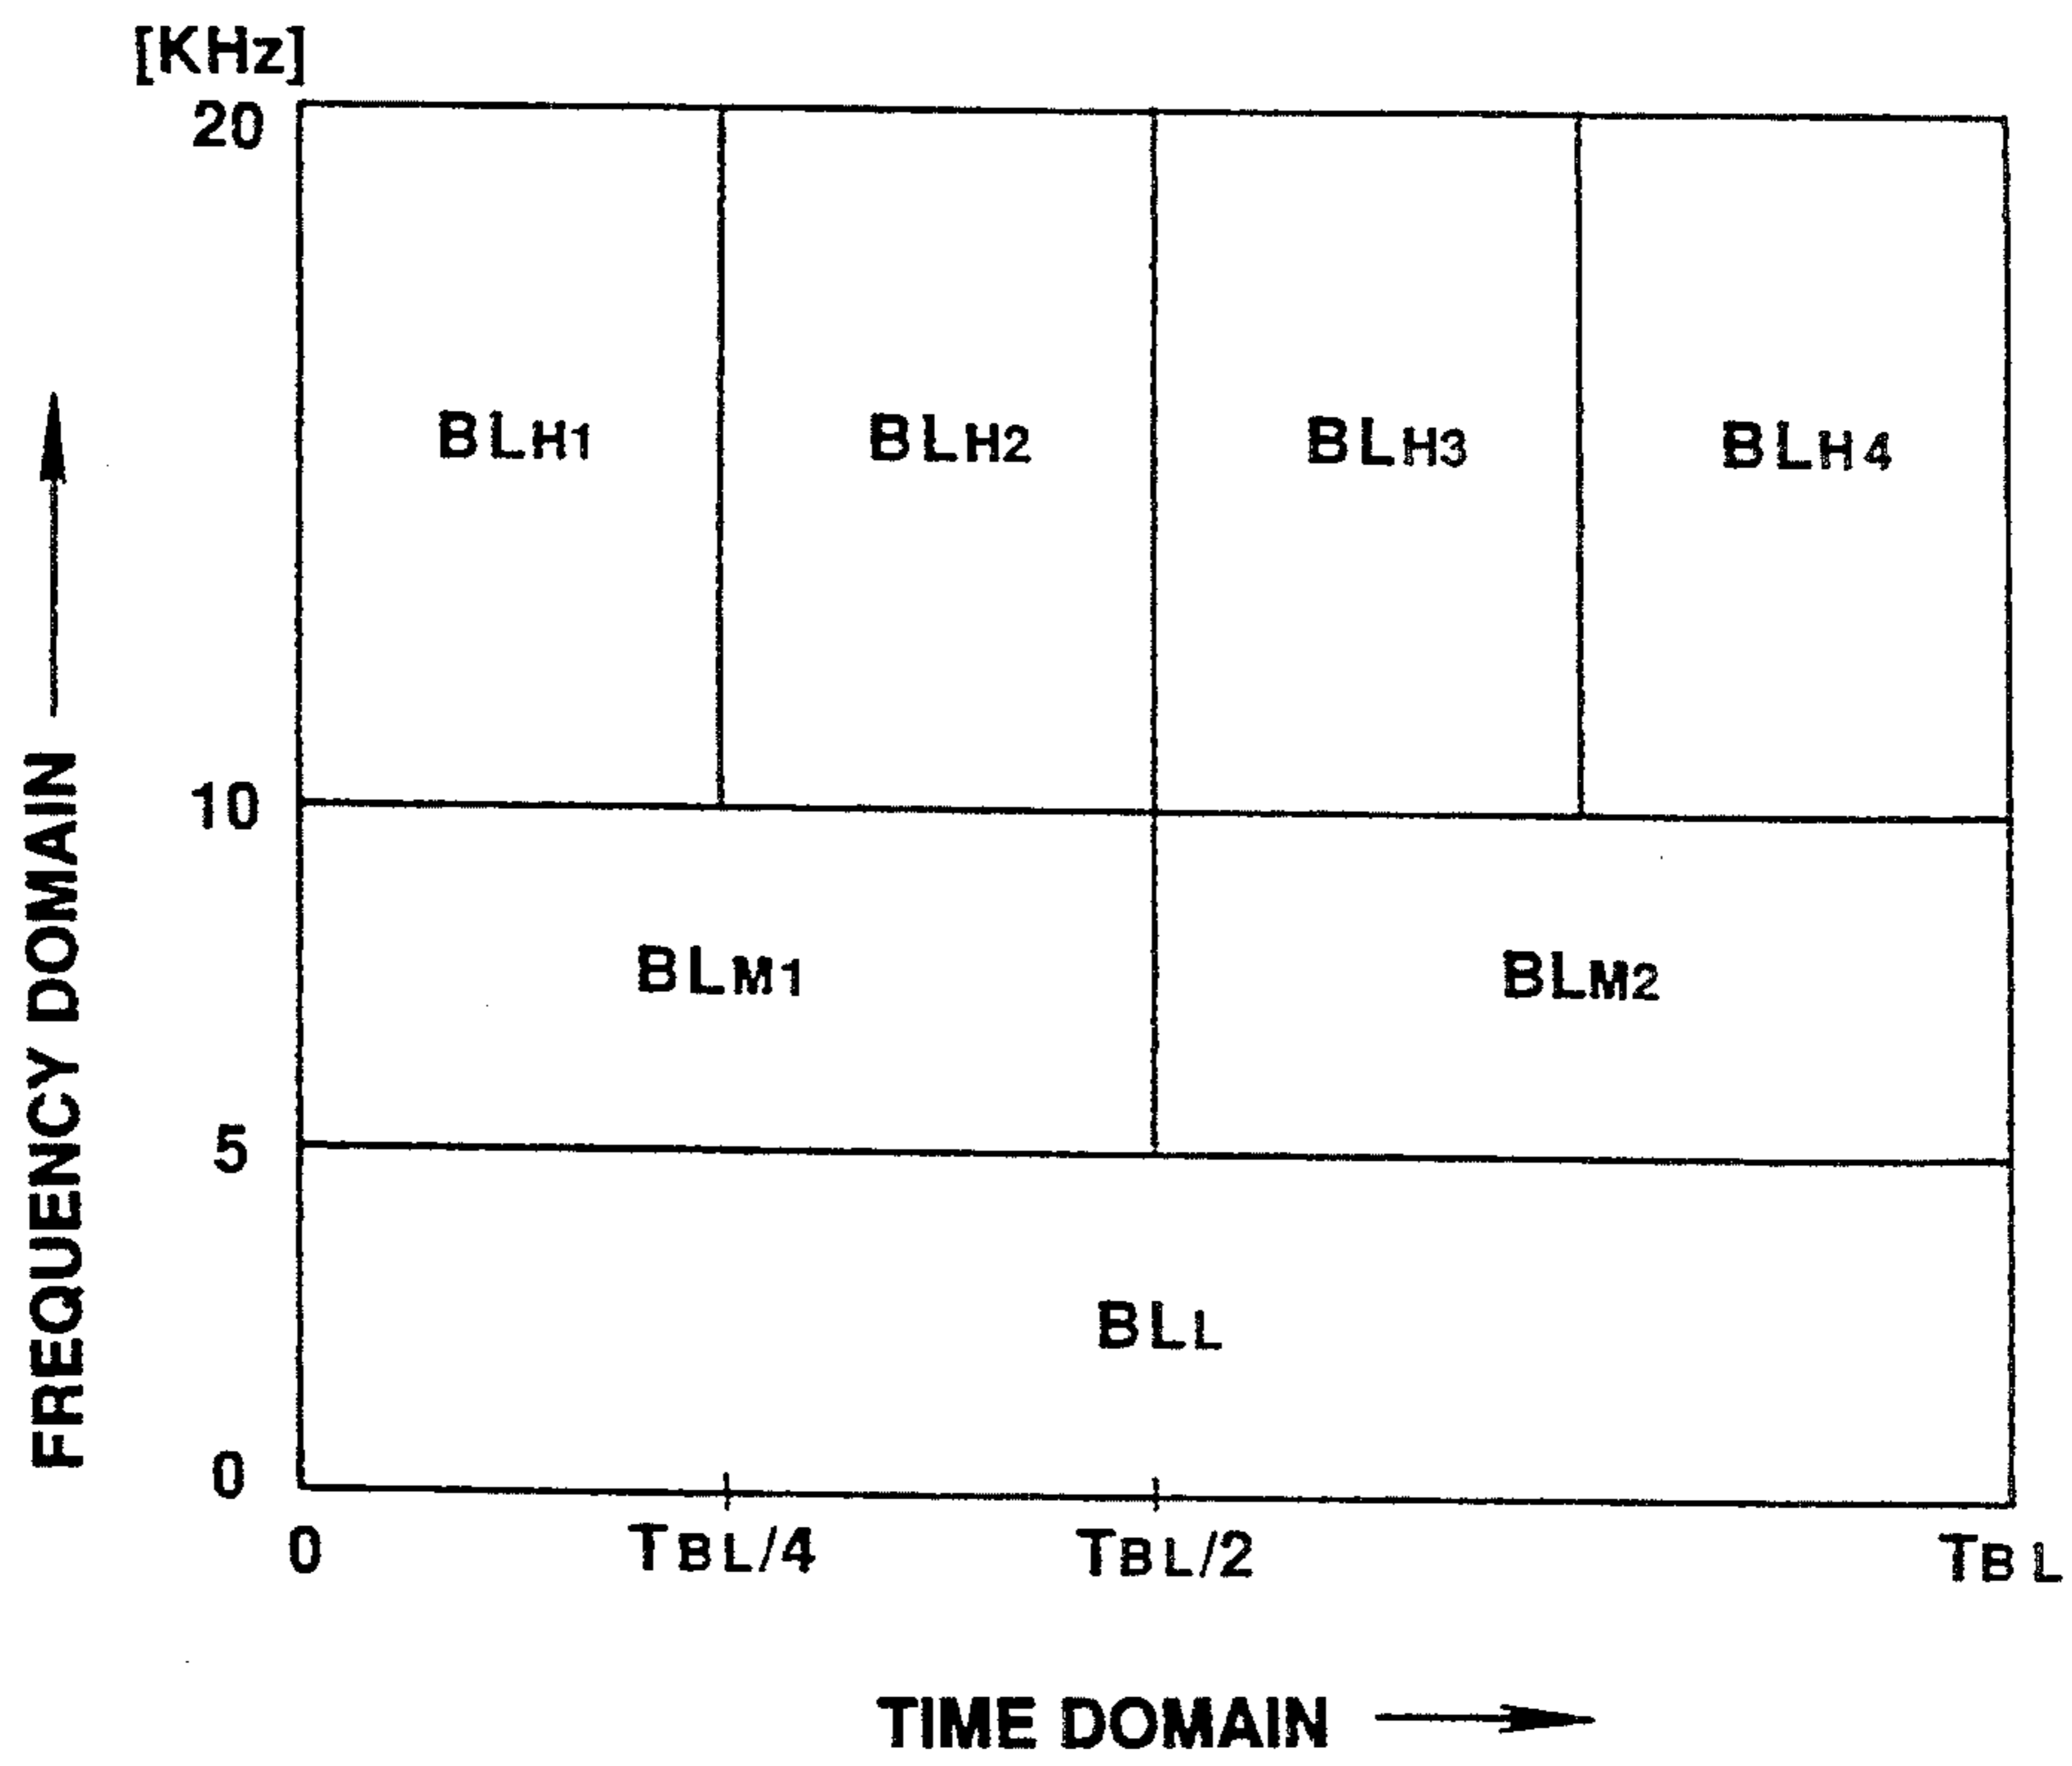 [KHz]
20
BLH1 BLH2 BLH3 BLH4
10
BLM1 BLM2
5
BLL
0
0 TBL/4 TBL/2 TBL
FREQUENCY DOMAIN
TIME DOMAIN